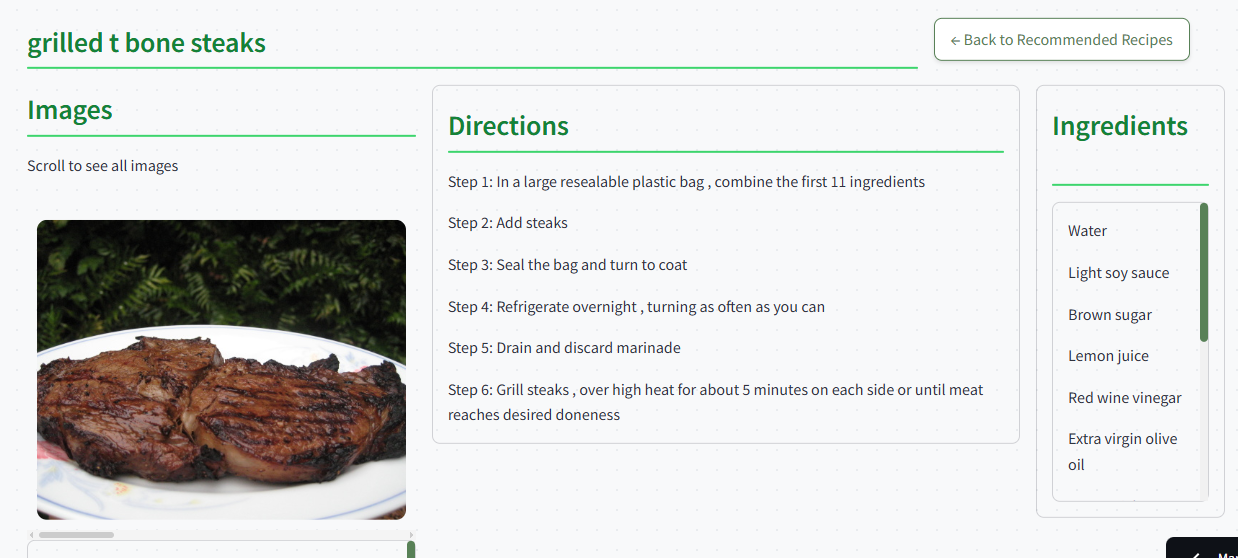 grilled t bone steaks
← Back to Recommended Recipes
Images
Scroll to see all images
Directions
Step 1: In a large resealable plastic bag , combine the first 11 ingredients
Step 2: Add steaks
Step 3: Seal the bag and turn to coat
Step 4: Refrigerate overnight , turning as often as you can
Step 5: Drain and discard marinade
Step 6: Grill steaks , over high heat for about 5 minutes on each side or until meat
reaches desired doneness
Ingredients
Water
Light soy sauce
Brown sugar
Lemon juice
Red wine vinegar
Extra virgin olive
oil